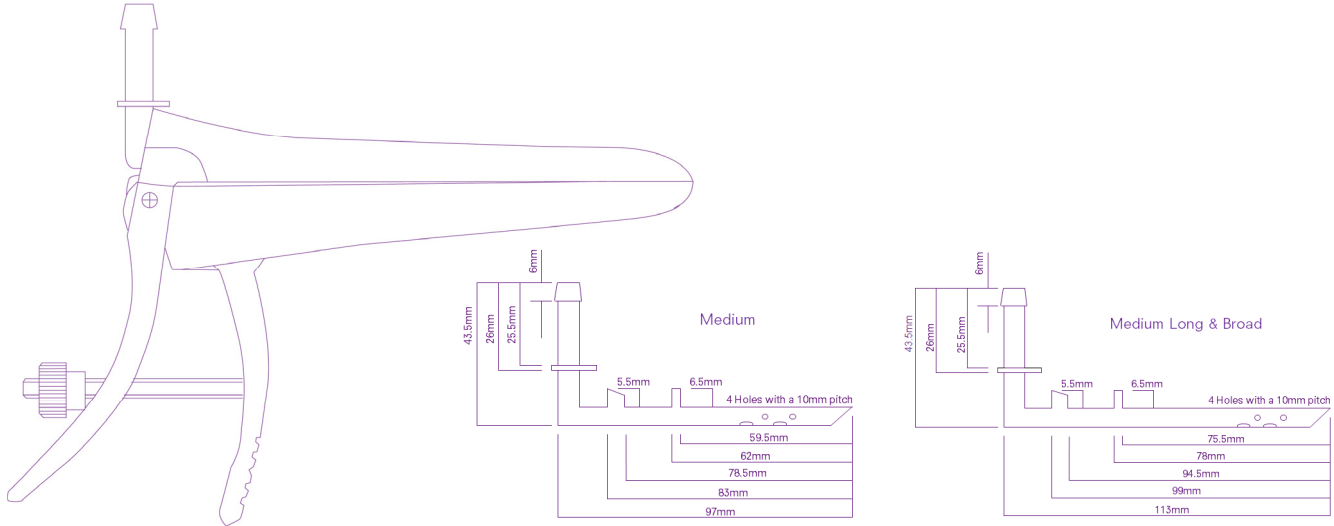 6mm
43.5mm
26mm
25.5mm
Medium
5.5mm
6.5mm
4 Holes with a 10mm pitch
59.5mm
62mm
78.5mm
83mm
97mm
6mm
43.5mm
26mm
25.5mm
Medium Long & Broad
5.5mm
6.5mm
4 Holes with a 10mm pitch
75.5mm
78mm
94.5mm
99mm
113mm